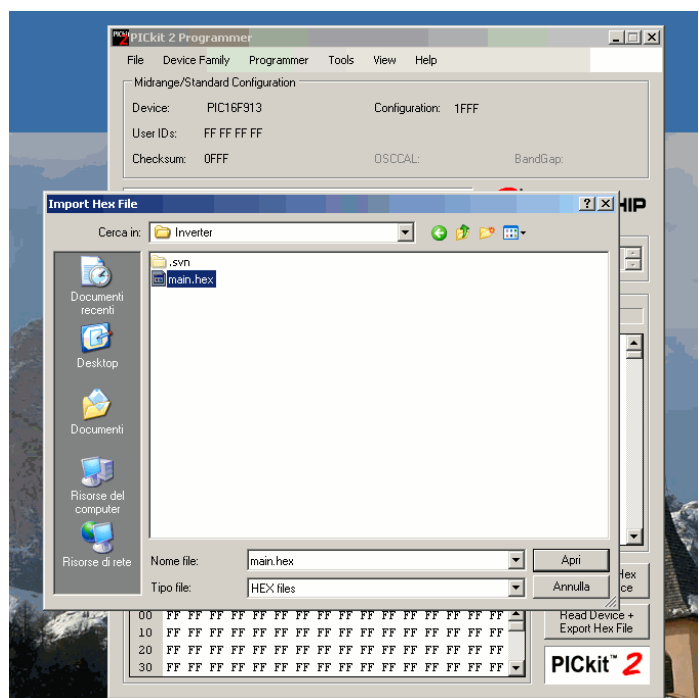 PICkit 2 Programmer
File Device Family Programmer Tools View Help
Midrange/Standard Configuration
Device: PIC16F913 Configuration: 1FFF
User IDs: FF FF FF FF
Checksum: 0FFF OSCCAL: BandGap:
Import Hex File
HIP
Cerca in: Inverter
.svn
main.hex
Documenti
recenti
Desktop
Documenti
Risorse del
computer
Risorse di rete
Nome file: main.hex Apri
Tipo file: HEX files Annulla
Hex
ce
00 FF FF FF FF FF FF FF FF FF FF FF FF FF FF FF FF
10 FF FF FF FF FF FF FF FF FF FF FF FF FF FF FF FF
20 FF FF FF FF FF FF FF FF FF FF FF FF FF FF FF FF
30 FF FF FF FF FF FF FF FF FF FF FF FF FF FF FF FF
Read Device +
Export Hex File
PICkit™ 2